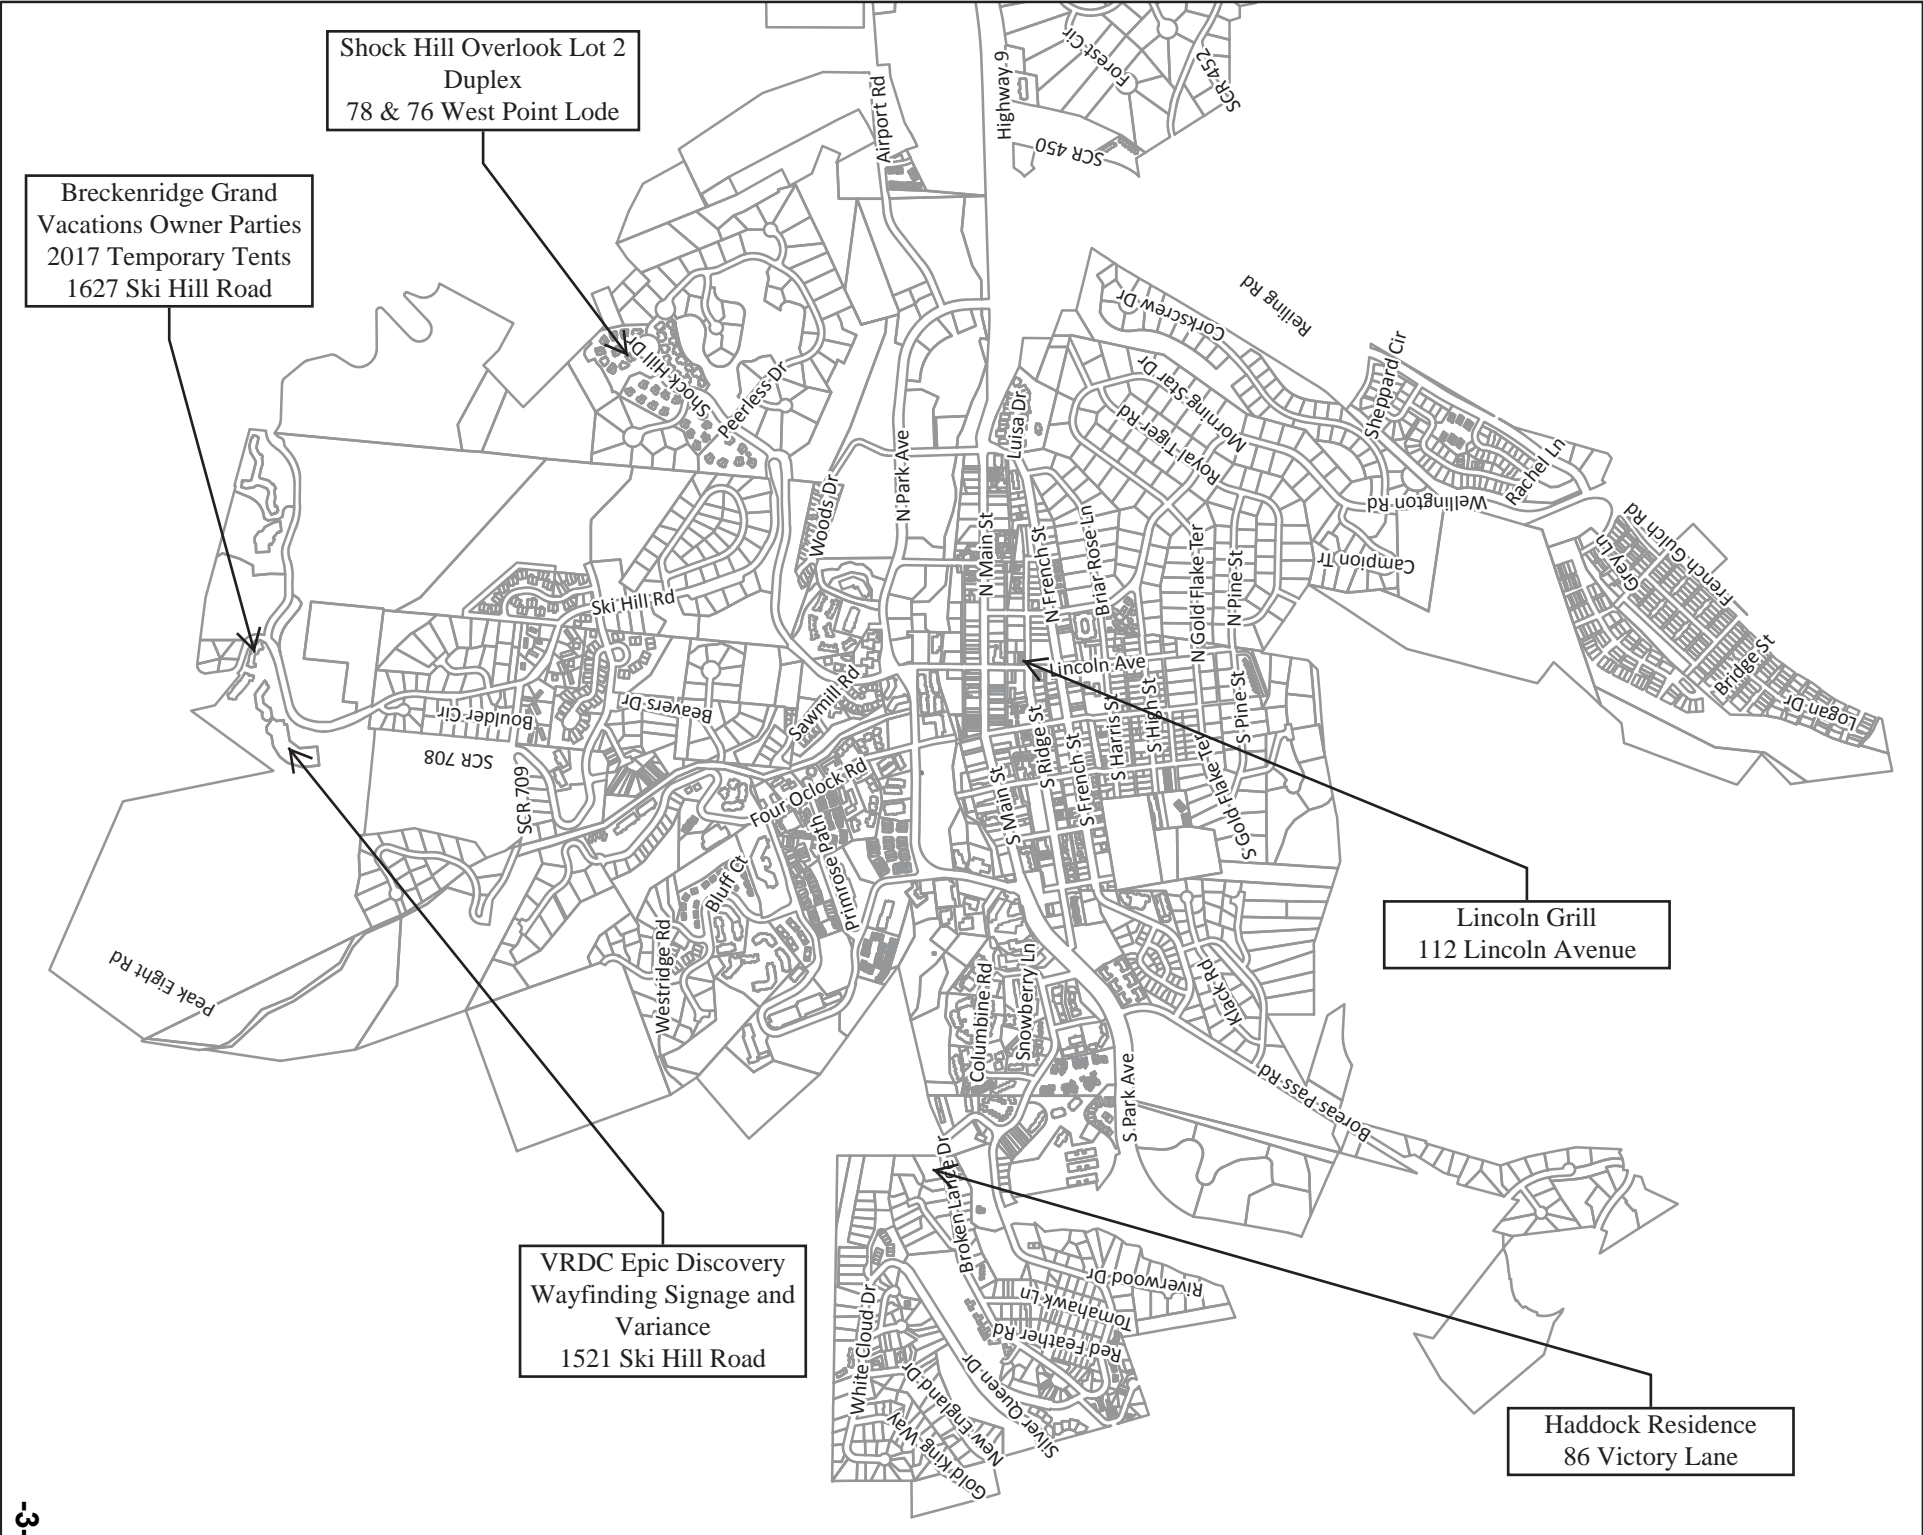 Shock Hill Overlook Lot 2
Duplex
78 & 76 West Point Lode
Breckenridge Grand
Vacations Owner Parties
2017 Temporary Tents
1627 Ski Hill Road
Airport Rd
Highway 9
Forest Cir
SCR 452
SCR 450
Reiling Rd
Corkscrew Dr
Shock Hill Dr
Peerless Dr
Luisa Dr
Morning Star Dr
Royal Tiger Rd
Sheppard Cir
Rachel Ln
Wellington Rd
Campion Tr
French Gulch Rd
Grey Ln
Bridge St
Logan Dr
Woods Dr
N Park Ave
N Main St
N French St
Briar Rose Ln
N Gold Flake Ter
N Pine St
Ski Hill Rd
Lincoln Ave
Sawmill Rd
Beavers Dr
Boulder Cir
SCR 708
SCR 709
Four Oclock Rd
Primrose Path
Bluff Ct
Westridge Rd
Peak Eight Rd
S Main St
S Ridge St
S French St
S Harris St
S High St
S Gold Flake Ter
S Pine St
Lincoln Grill
112 Lincoln Avenue
Klack Rd
Columbine Rd
Snowberry Ln
S Park Ave
Boreas Pass Rd
Broken Lance Dr
Riverwood Dr
Tomahawk Ln
Red Feather Rd
White Cloud Dr
Silver Queen Dr
New England Dr
Gold King Way
VRDC Epic Discovery
Wayfinding Signage and
Variance
1521 Ski Hill Road
Haddock Residence
86 Victory Lane
-3-